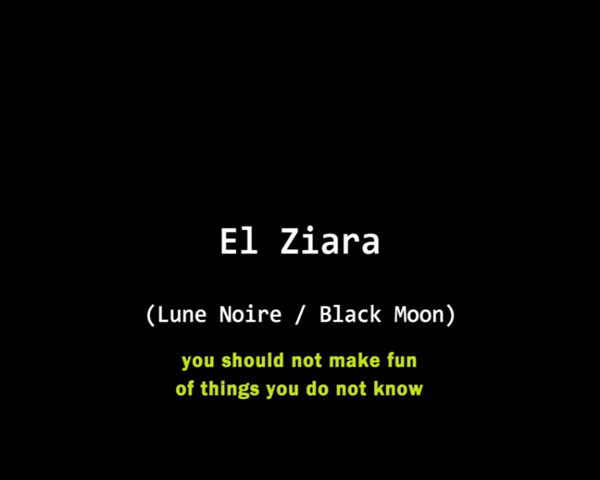 El Ziara
(Lune Noire / Black Moon)
you should not make fun
of things you do not know